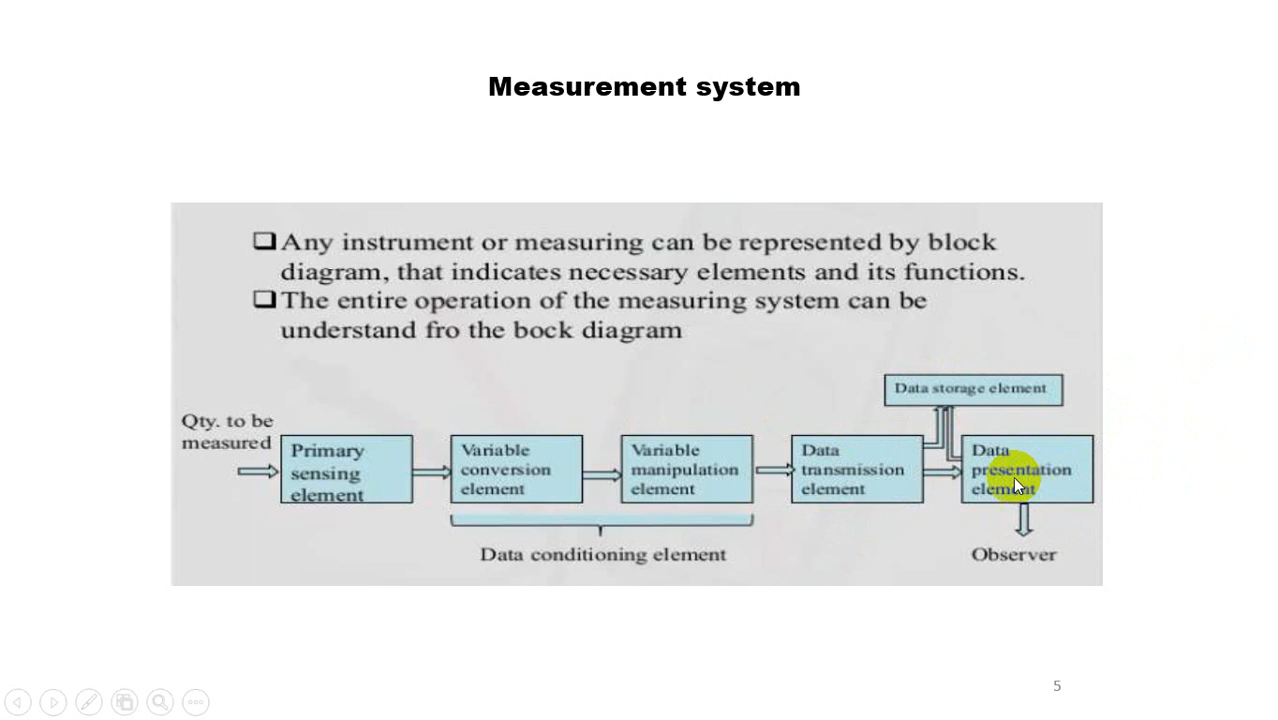 Measurement system
Any instrument or measuring can be represented by block
diagram, that indicates necessary elements and its functions.
The entire operation of the measuring system can be
understand fro the bock diagram
Data storage element
Qty. to be
measured
Primary
sensing
element
Variable
conversion
element
Variable
manipulation
element
Data
transmission
element
Data
presentation
element
Data conditioning element
Observer
5